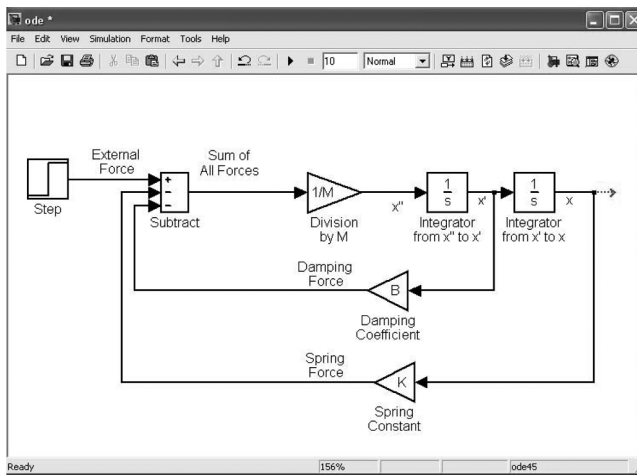 ode *
File Edit View Simulation Format Tools Help
10 Normal
External
Force
Sum of
All Forces
+
-
-
1/M
x"
1
s
x'
1
s
x
Step
Subtract
Division
by M
Integrator
from x" to x'
Integrator
from x' to x
Damping
Force
B
Damping
Coefficient
Spring
Force
K
Spring
Constant
Ready 156% ode45